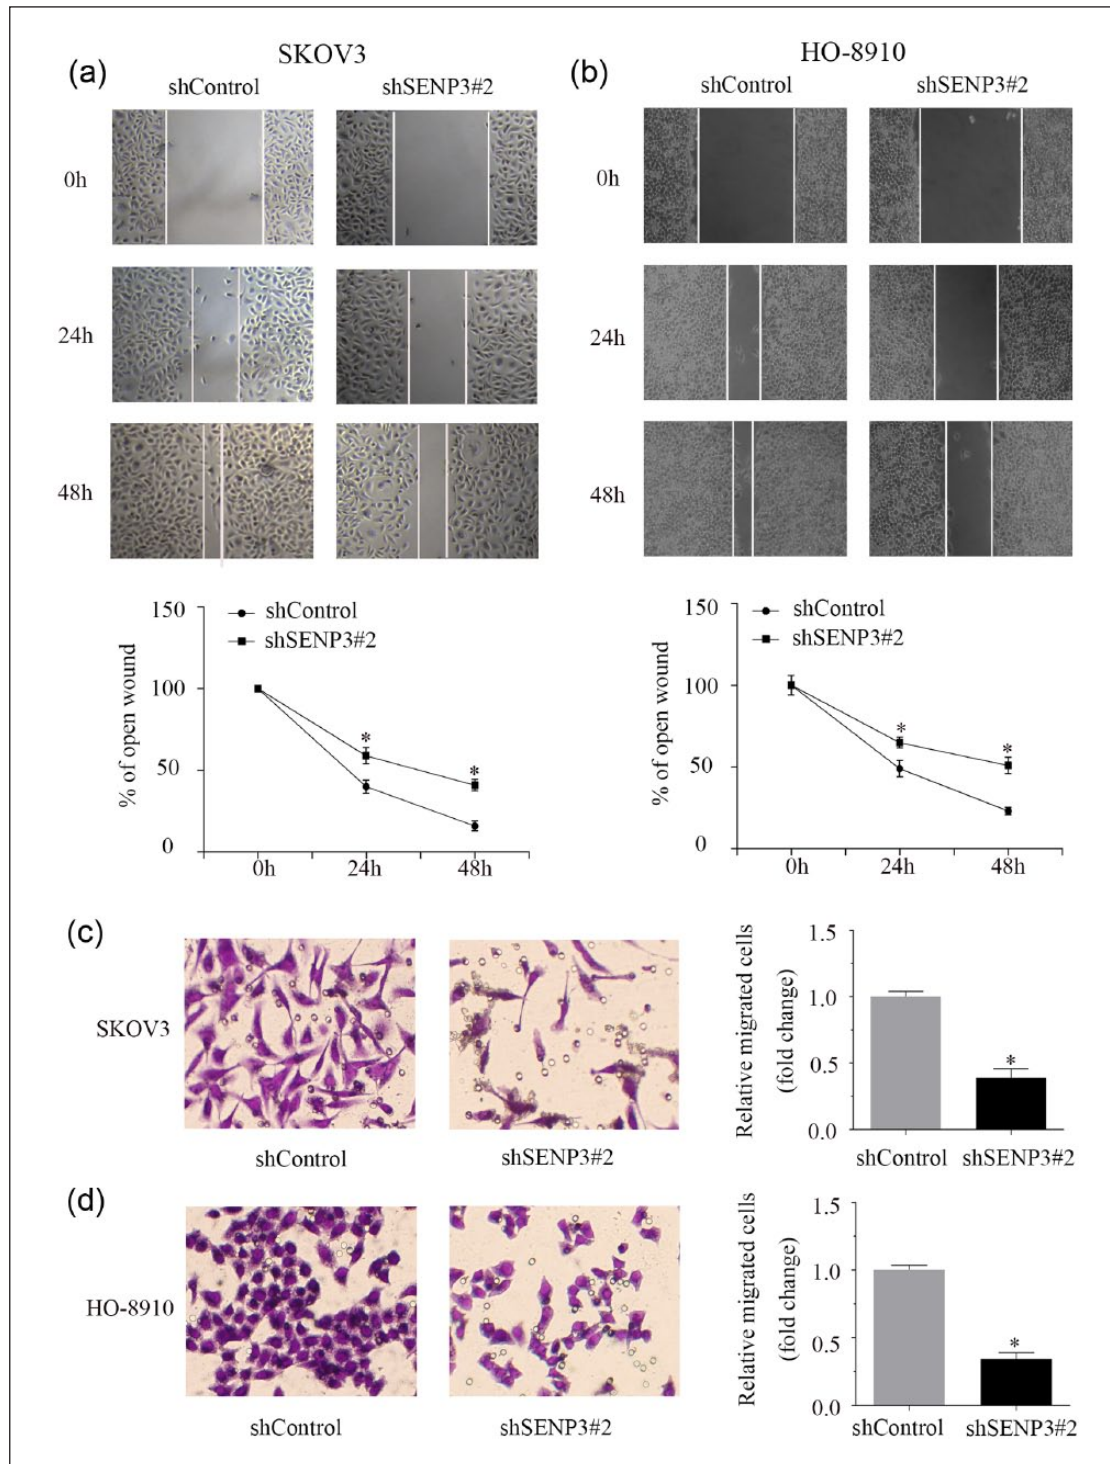 (a)
SKOV3
shControl shSENP3#2
0h
24h
48h
150
100
50
0
% of open wound
shControl
shSENP3#2
*
*
0h 24h 48h
(b)
HO-8910
shControl shSENP3#2
0h
24h
48h
150
100
50
0
% of open wound
shControl
shSENP3#2
*
*
0h 24h 48h
(c)
SKOV3
shControl shSENP3#2
Relative migrated cells
(fold change)
1.5
1.0
0.5
0.0
*
shControl shSENP3#2
(d)
HO-8910
shControl shSENP3#2
Relative migrated cells
(fold change)
1.5
1.0
0.5
0.0
*
shControl shSENP3#2